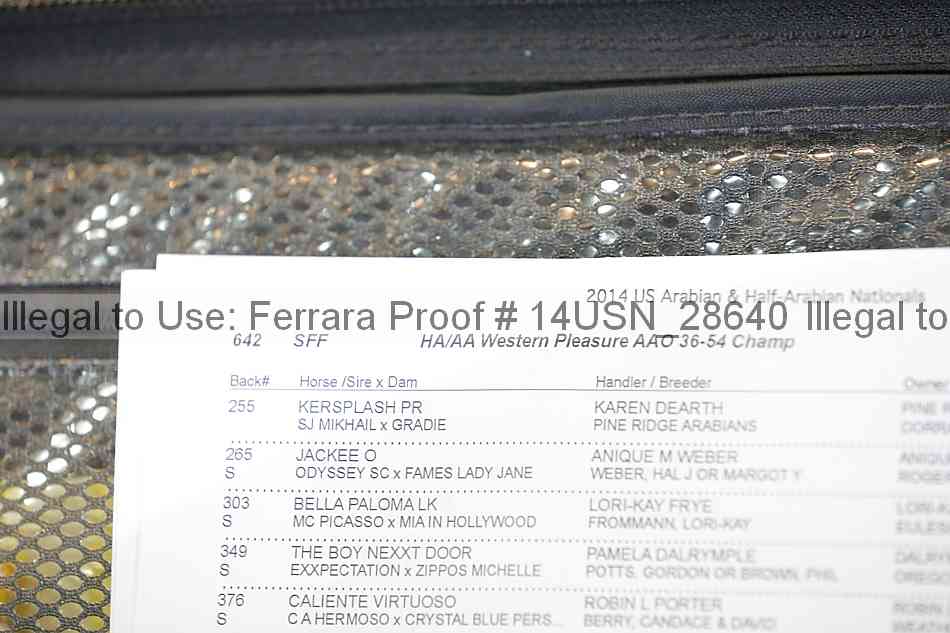 2014 US Arabian & Half-Arabian Nationals
Illegal to Use: Ferrara Proof # 14USN_28640 Illegal to
642 SFF HA/AA Western Pleasure AAO 36-54 Champ
Back# Horse /Sire x Dam Handler / Breeder Owne
255 KERSPLASH PR KAREN DEARTH PINE
SJ MIKHAIL x GRADIE PINE RIDGE ARABIANS
265 JACKEE O ANIQUE M WEBER
S ODYSSEY SC x FAMES LADY JANE WEBER, HAL J OR MARGOT Y
303 BELLA PALOMA LK LORI-KAY FRYE
S MC PICASSO x MIA IN HOLLYWOOD FROMMANN, LORI-KAY
349 THE BOY NEXXT DOOR PAMELA DALRYMPLE
S EXXPECTATION x ZIPPOS MICHELLE POTTS, GORDON OR BROWN, PHIL
376 CALIENTE VIRTUOSO ROBIN L PORTER
S C A HERMOSO x CRYSTAL BLUE PERS... BERRY, CANDACE & DAVID